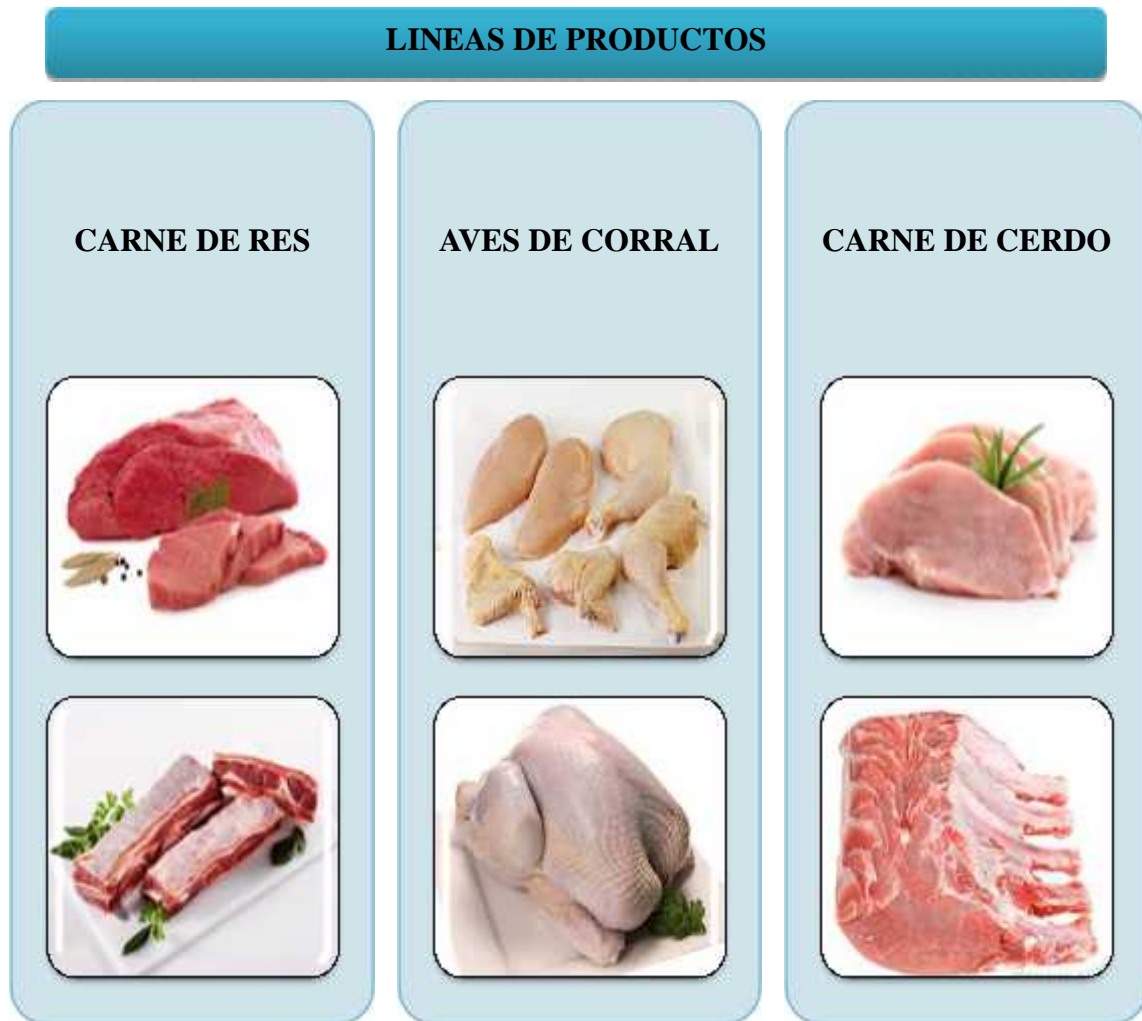 LINEAS DE PRODUCTOS
CARNE DE RES
AVES DE CORRAL
CARNE DE CERDO